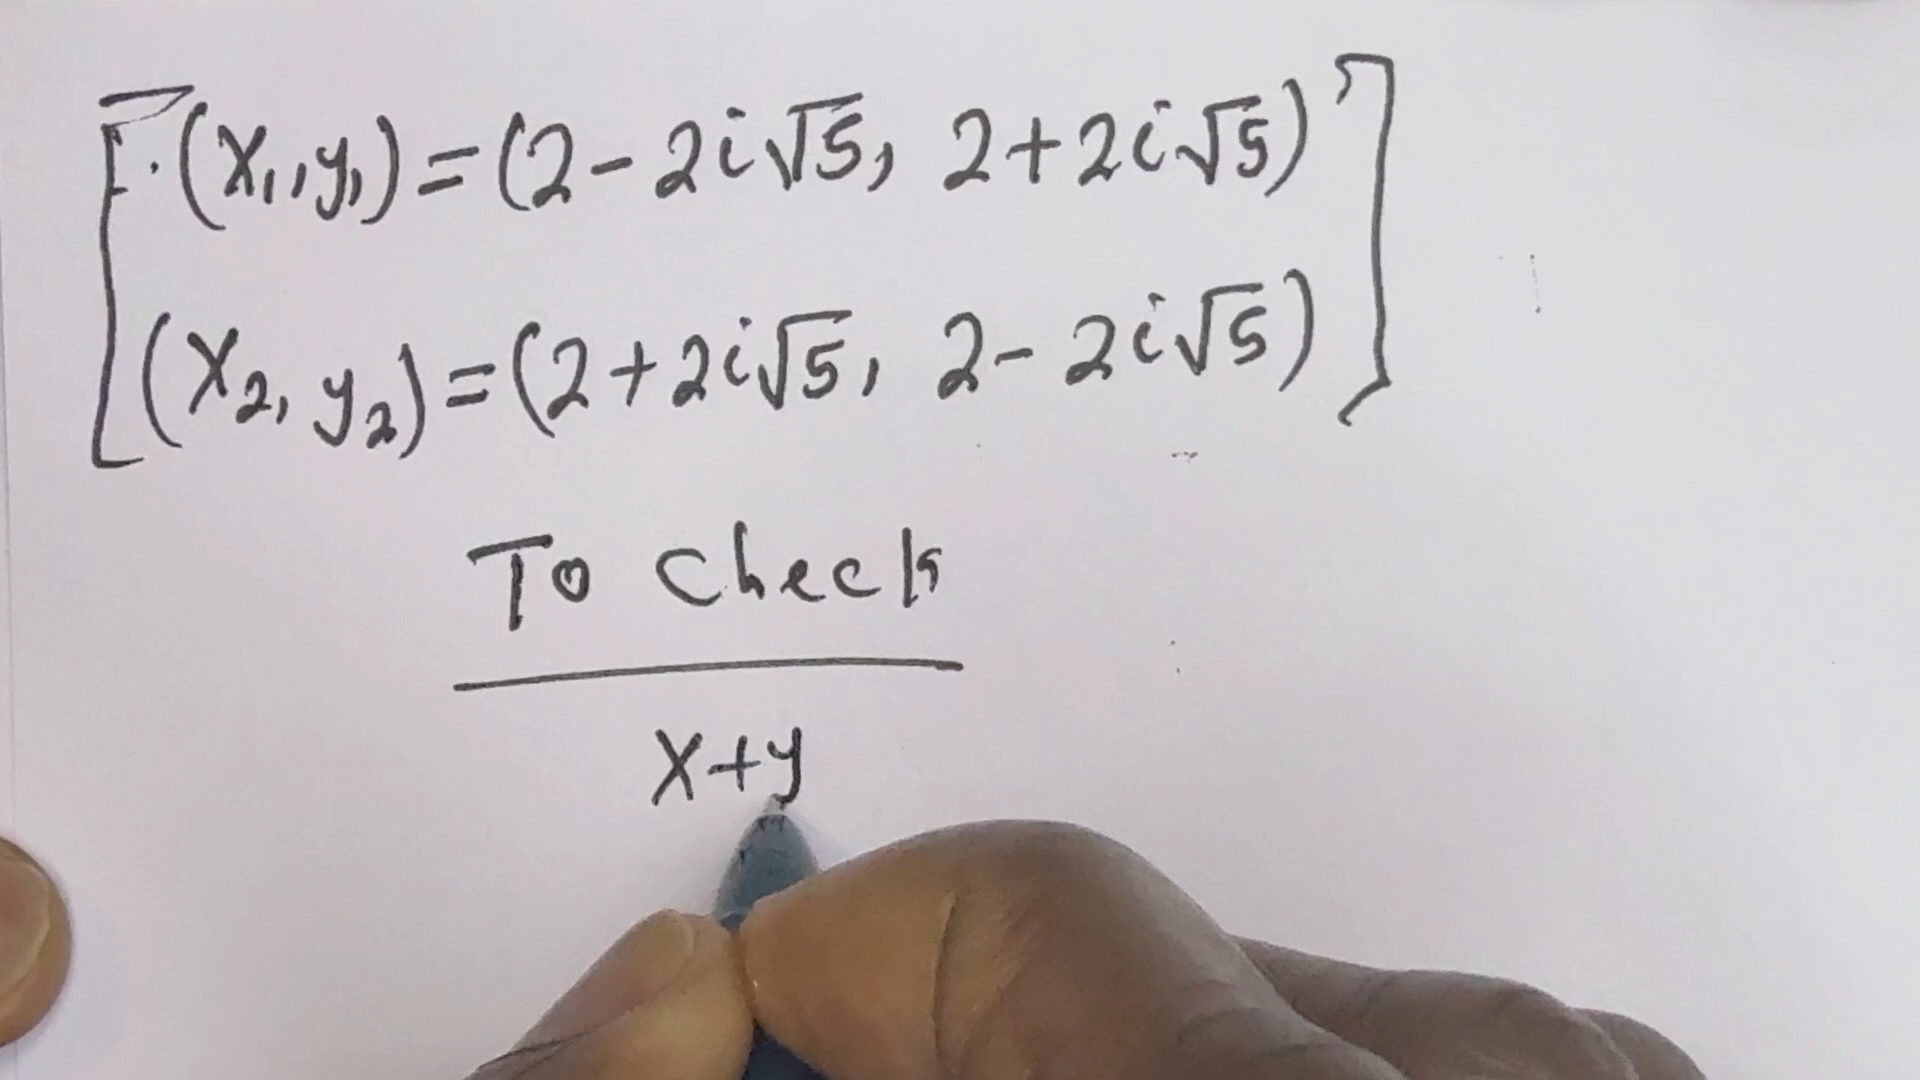 (x₁, y₁) = (2 - 2i√5, 2 + 2i√5)
(x₂, y₂) = (2 + 2i√5, 2 - 2i√5)
To Check
x+y